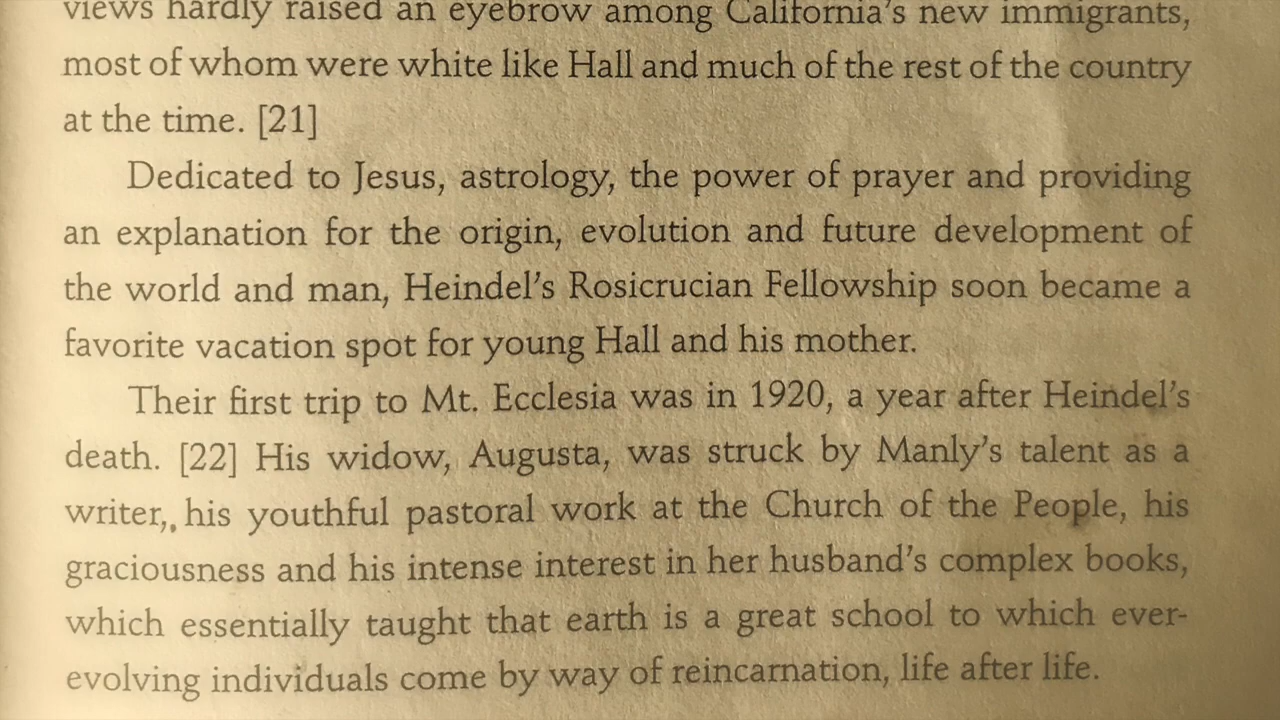 views hardly raised an eyebrow among California's new immigrants,
most of whom were white like Hall and much of the rest of the country
at the time. [21]
Dedicated to Jesus, astrology, the power of prayer and providing
an explanation for the origin, evolution and future development of
the world and man, Heindel's Rosicrucian Fellowship soon became a
favorite vacation spot for young Hall and his mother.
Their first trip to Mt. Ecclesia was in 1920, a year after Heindel's
death. [22] His widow, Augusta, was struck by Manly's talent as a
writer,, his youthful pastoral work at the Church of the People, his
graciousness and his intense interest in her husband's complex books,
which essentially taught that earth is a great school to which ever-
evolving individuals come by way of reincarnation, life after life.